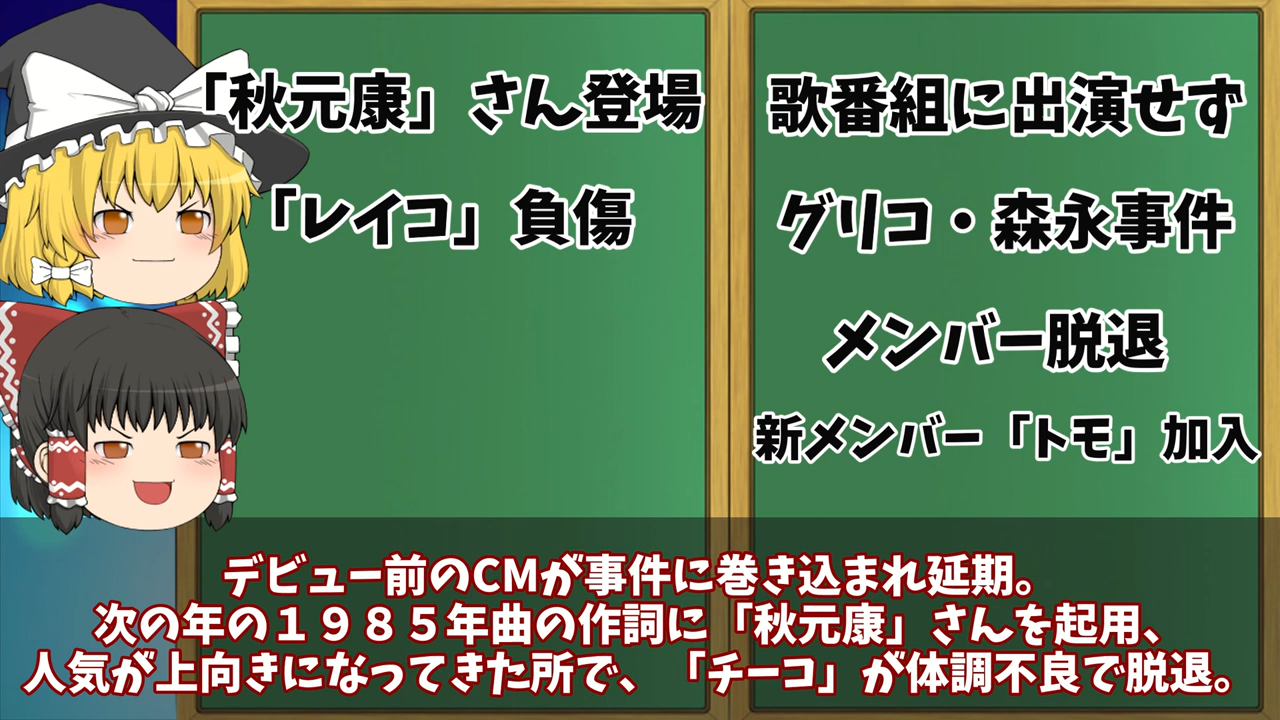 「秋元康」さん登場
「レイコ」負傷
歌番組に出演せず
グリコ・森永事件
メンバー脱退
新メンバー「トモ」加入
デビュー前のCMが事件に巻き込まれ延期。
次の年の１９８５年曲の作詞に「秋元康」さんを起用、
人気が上向きになってきた所で、「チーコ」が体調不良で脱退。